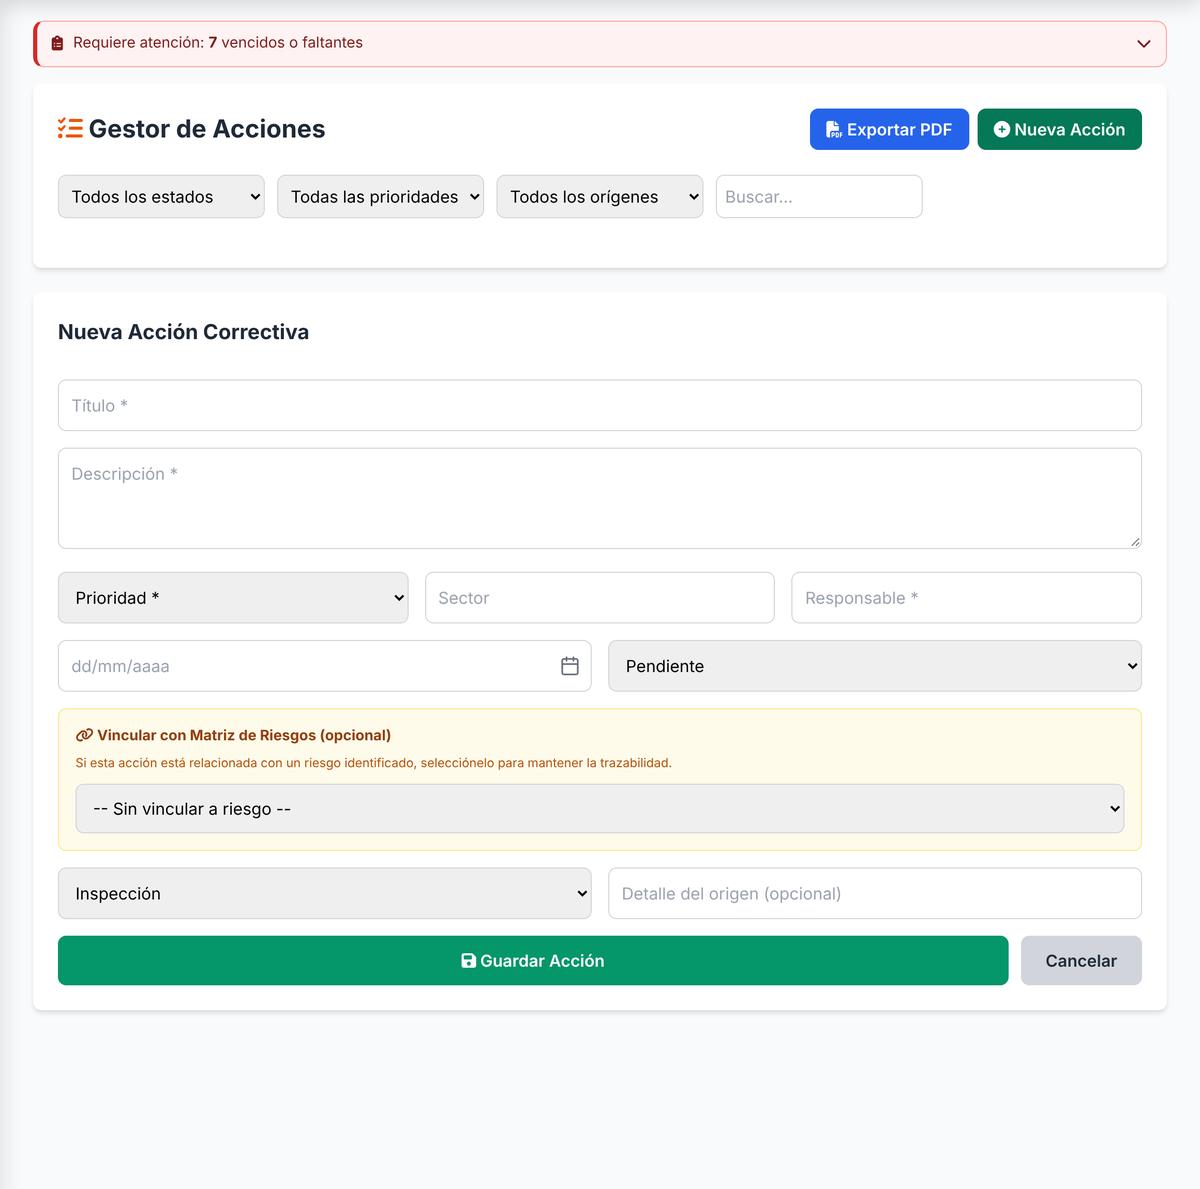 Requiere atención: 7 vencidos o faltantes
Gestor de Acciones
Exportar PDF
Nueva Acción
Todos los estados
Todas las prioridades
Todos los orígenes
Buscar...
Nueva Acción Correctiva
Título *
Descripción *
Prioridad *
Sector
Responsable *
dd/mm/aaaa
Pendiente
Vincular con Matriz de Riesgos (opcional)
Si esta acción está relacionada con un riesgo identificado, selecciónelo para mantener la trazabilidad.
-- Sin vincular a riesgo --
Inspección
Detalle del origen (opcional)
Guardar Acción
Cancelar